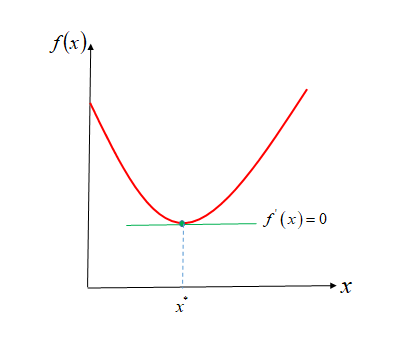 f(x)
f'(x)=0
x
x*